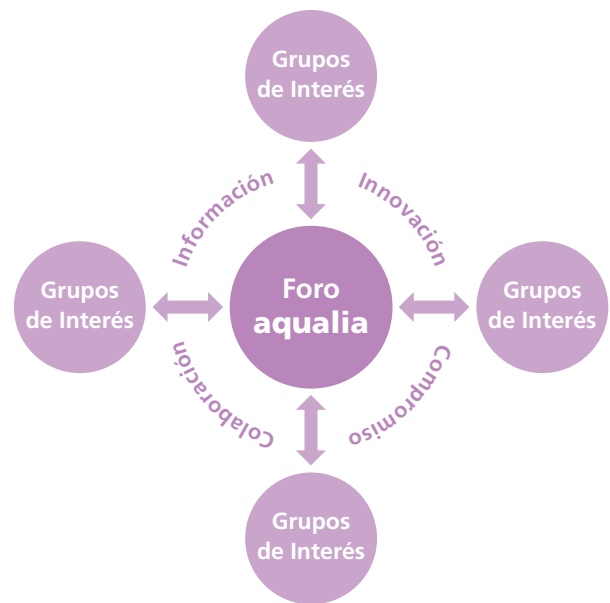 Grupos
de Interés
Información
Innovación
Grupos
de Interés
Foro
aqualia
Grupos
de Interés
Colaboración
Compromiso
Grupos
de Interés